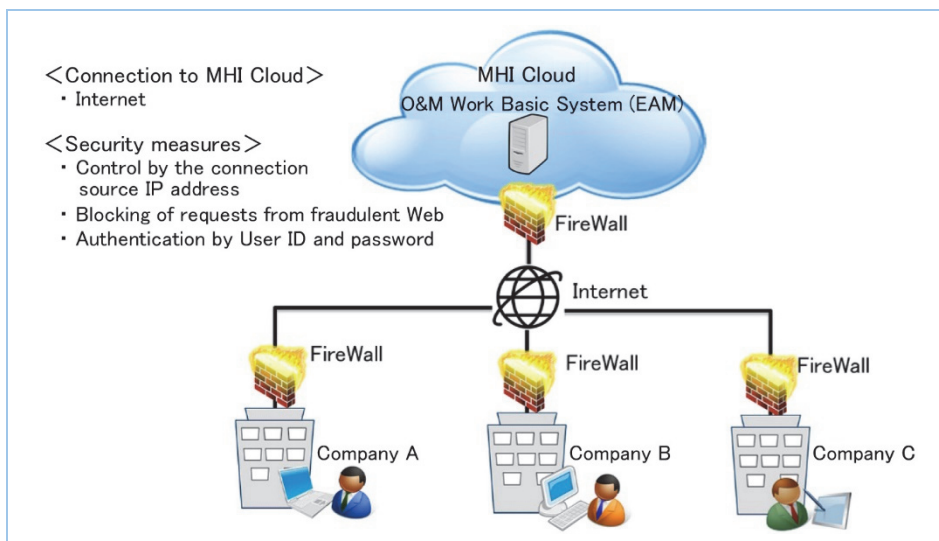 <Connection to MHI Cloud>
・Internet
<Security measures>
・Control by the connection
source IP address
・Blocking of requests from fraudulent Web
・Authentication by User ID and password
MHI Cloud
O&M Work Basic System (EAM)
FireWall
Internet
FireWall
FireWall
FireWall
Company A
Company B
Company C